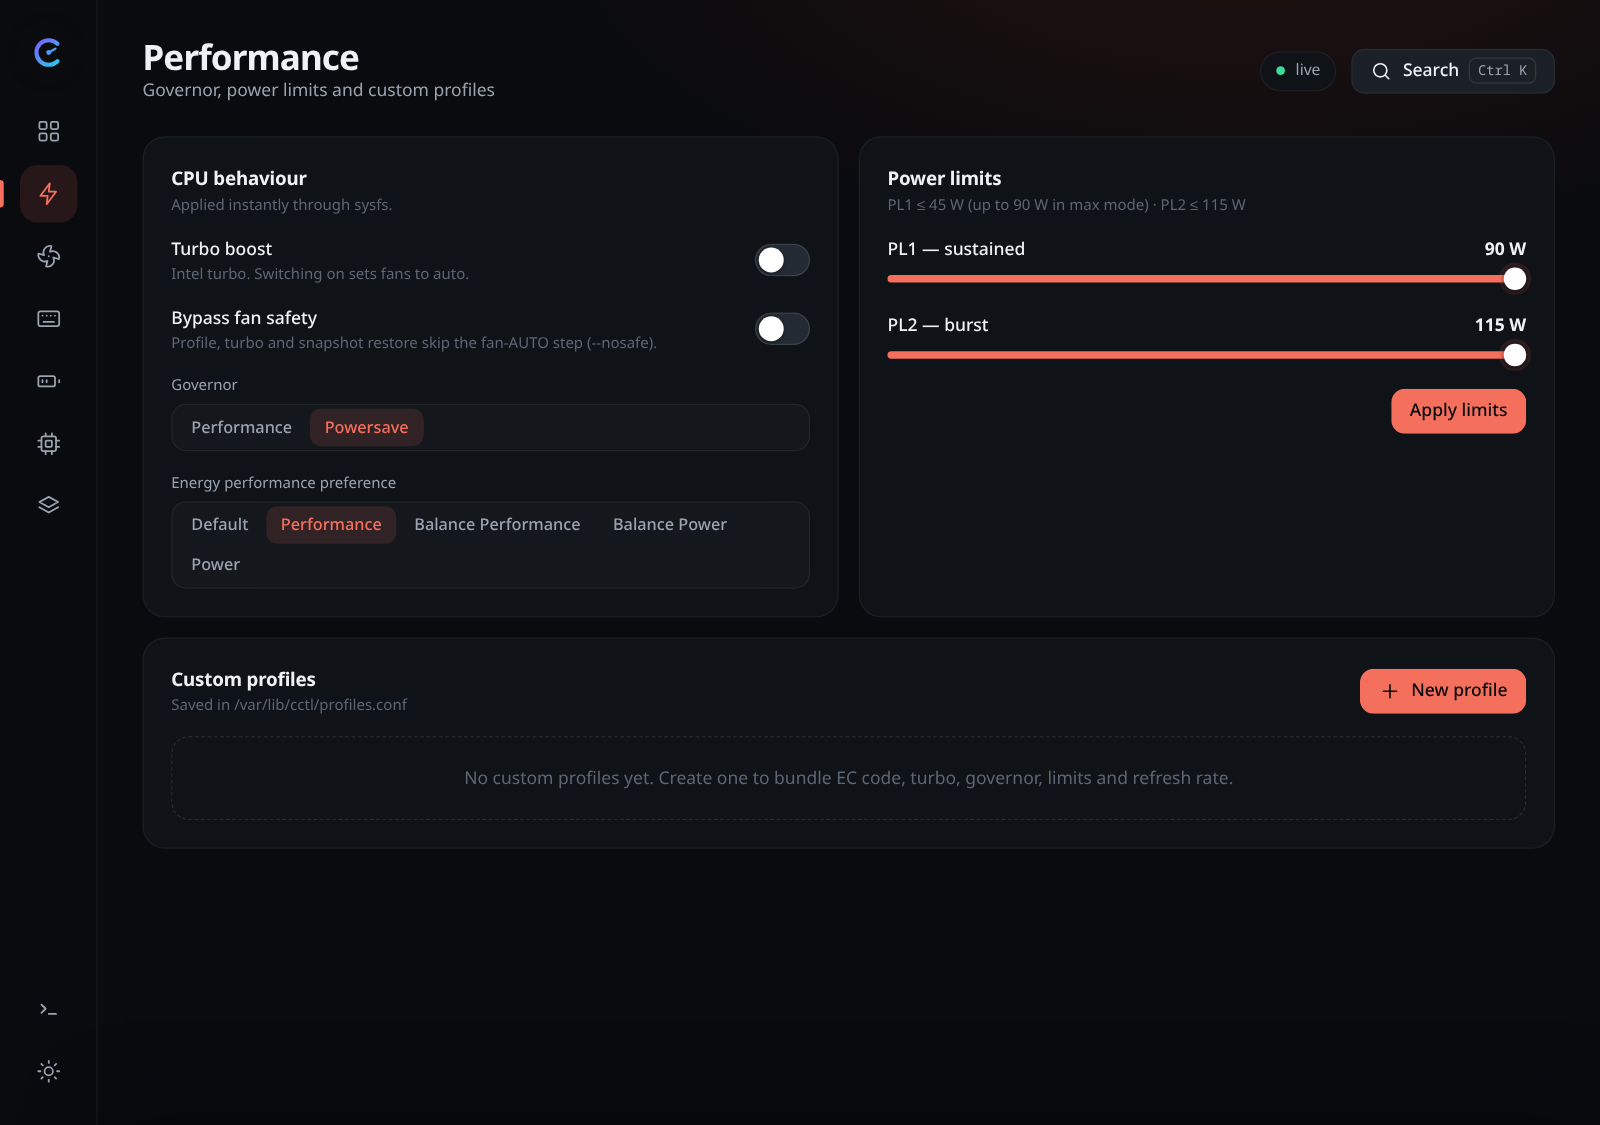 Performance
Governor, power limits and custom profiles
live
Search
Ctrl K
CPU behaviour
Applied instantly through sysfs.
Turbo boost
Intel turbo. Switching on sets fans to auto.
Bypass fan safety
Profile, turbo and snapshot restore skip the fan-AUTO step (--nosafe).
Governor
Performance
Powersave
Energy performance preference
Default
Performance
Balance Performance
Balance Power
Power
Power limits
PL1 ≤ 45 W (up to 90 W in max mode) · PL2 ≤ 115 W
PL1 — sustained
90 W
PL2 — burst
115 W
Apply limits
Custom profiles
Saved in /var/lib/cctl/profiles.conf
New profile
No custom profiles yet. Create one to bundle EC code, turbo, governor, limits and refresh rate.